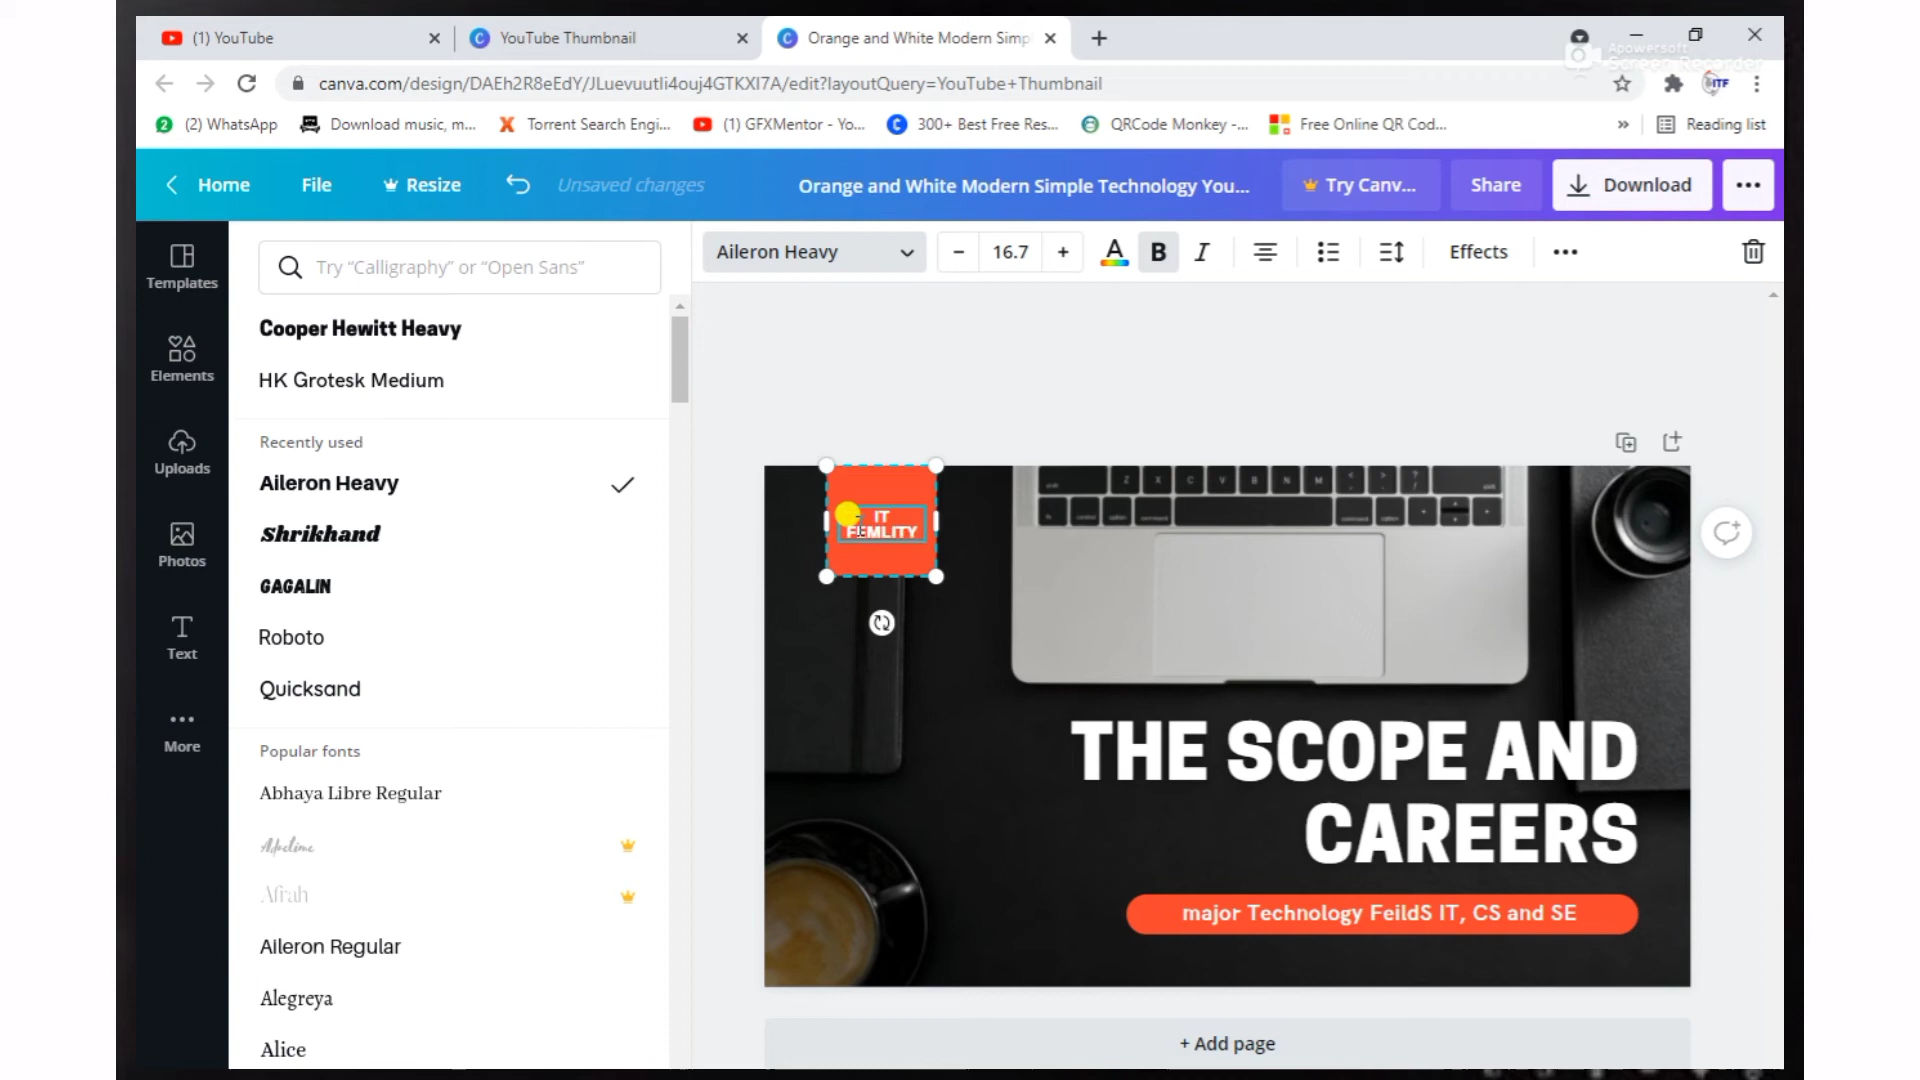 (1) YouTube
YouTube Thumbnail
Orange and White Modern Simp
Apowersoft
Screen Recorder
canva.com/design/DAEh2R8eEdY/JLuevuutli4ouj4GTKXI7A/edit?layoutQuery=YouTube+Thumbnail
ITF
(2) WhatsApp
Download music, m...
Torrent Search Engi...
(1) GFXMentor - Yo...
300+ Best Free Res...
QRCode Monkey -...
Free Online QR Cod...
Reading list
Home
File
Resize
Unsaved changes
Orange and White Modern Simple Technology You...
Try Canv...
Share
Download
Aileron Heavy
16.7
A
B
I
Effects
Try “Calligraphy” or “Open Sans”
Templates
Elements
Uploads
Photos
Text
More
Cooper Hewitt Heavy
HK Grotesk Medium
Recently used
Aileron Heavy
Shrikhand
GAGALIN
Roboto
Quicksand
Popular fonts
Abhaya Libre Regular
Adeline
Afrah
Aileron Regular
Alegreya
Alice
IT
FEMLITY
Z X C V B N M
THE SCOPE AND
CAREERS
major Technology FeildS IT, CS and SE
+ Add page